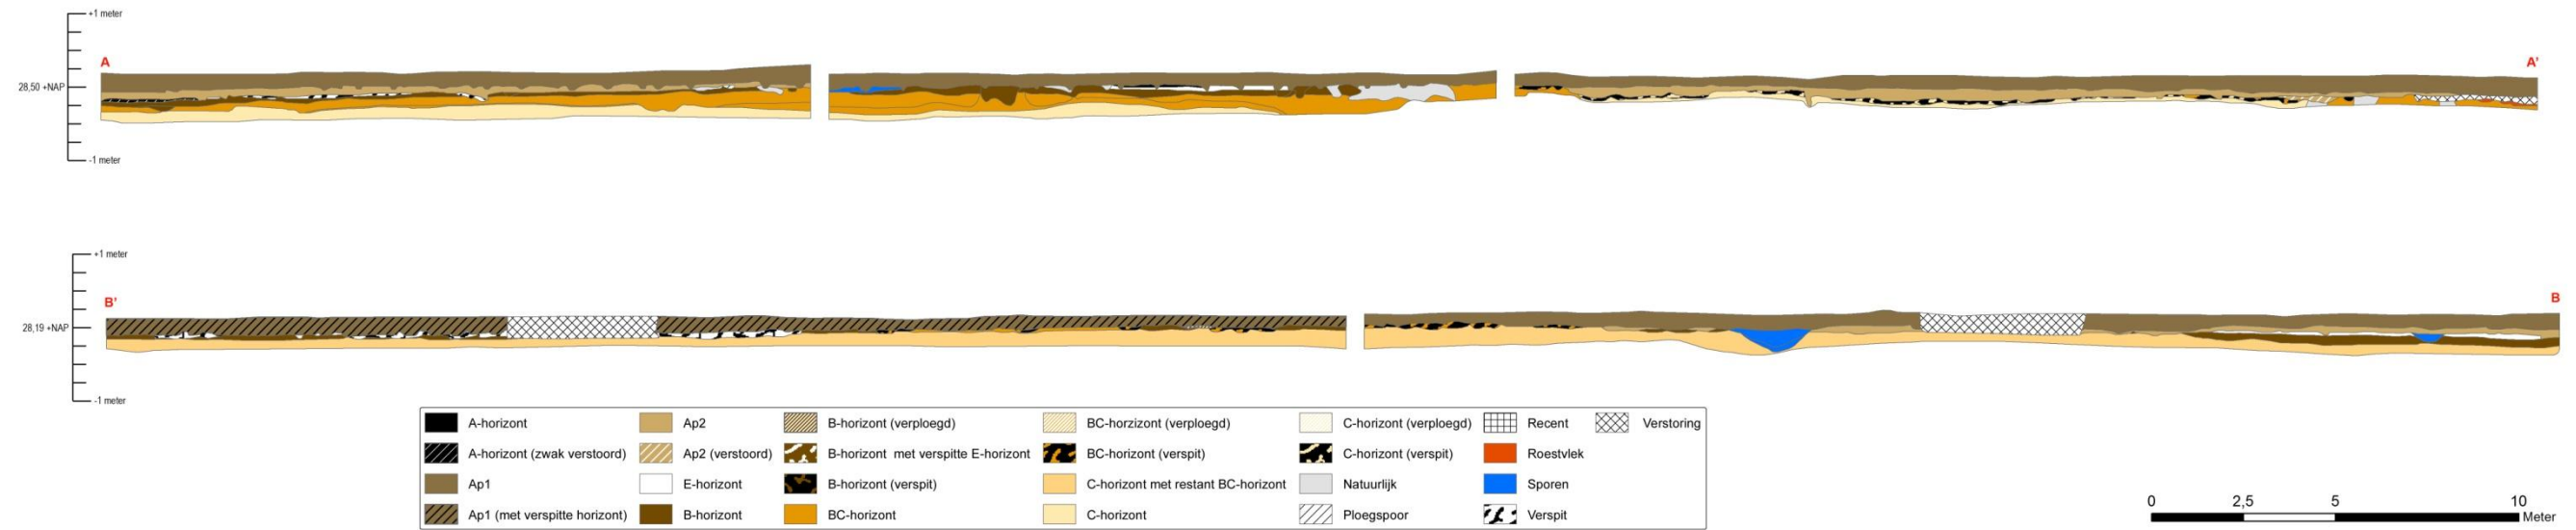 +1 meter
A
A'
28,50 +NAP
-1 meter
+1 meter
B'
B
28,19 +NAP
-1 meter
A-horizont
Ap2
B-horizont (verploegd)
BC-horzizont (verploegd)
C-horizont (verploegd)
Recent
Verstoring
A-horizont (zwak verstoord)
Ap2 (verstoord)
B-horizont met verspitte E-horizont
BC-horizont (verspit)
C-horizont (verspit)
Roestvlek
Ap1
E-horizont
B-horizont (verspit)
C-horizont met restant BC-horizont
Natuurlijk
Sporen
Ap1 (met verspitte horizont)
B-horizont
BC-horizont
C-horizont
Ploegspoor
Verspit
0 2,5 5 10
Meter